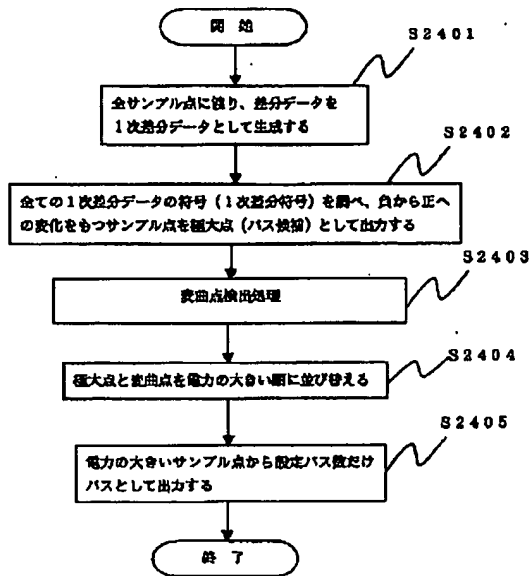 開 始
S2401
全サンプル点に渡り、差分データを
1次差分データとして生成する
S2402
全ての1次差分データの符号(1次差分符号)を調べ、負から正へ
の変化をもつサンプル点を極大点(パス候補)として出力する
S2403
変曲点検出処理
S2404
極大点と変曲点を電力の大きい順に並び替える
S2405
電力の大きいサンプル点から設定パス数だけ
パスとして出力する
終 了